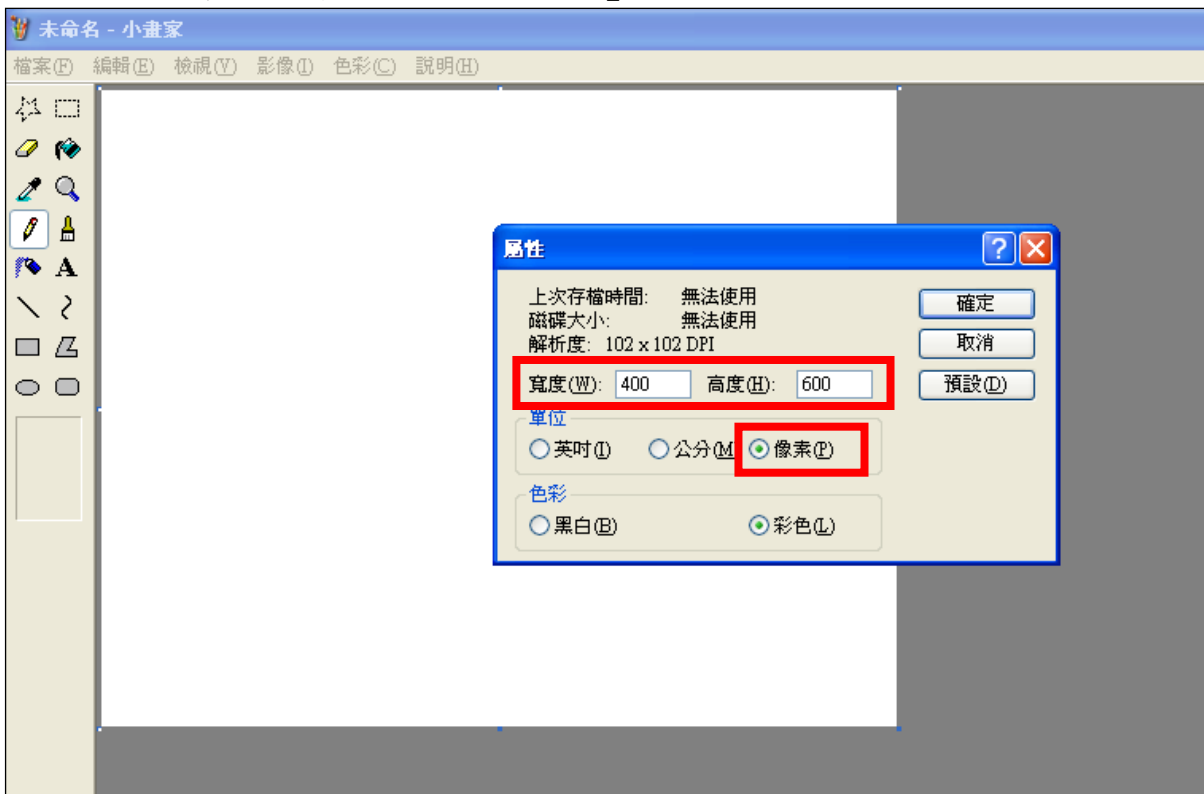 未命名 - 小畫家
檔案(F) 編輯(E) 檢視(V) 影像(I) 色彩(C) 說明(H)
A
屬性
上次存檔時間: 無法使用
磁碟大小: 無法使用
解析度: 102 x 102 DPI
寬度(W): 400 高度(H): 600
單位
英吋(I) 公分(M 像素(P)
色彩
黑白(B) 彩色(L)
確定
取消
預設(D)